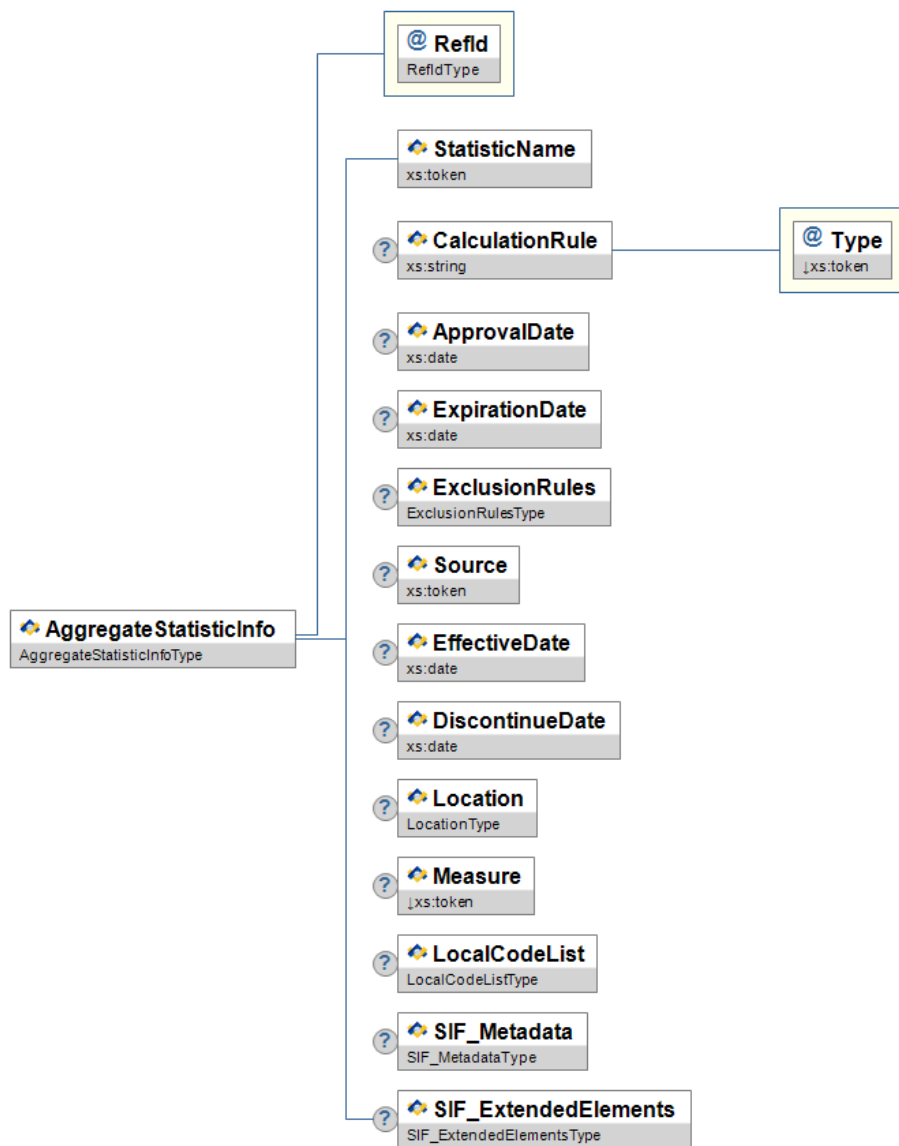 @ RefId
RefIdType
StatisticName
xs:token
? CalculationRule
xs:string
@ Type
↓xs:token
? ApprovalDate
xs:date
? ExpirationDate
xs:date
? ExclusionRules
ExclusionRulesType
? Source
xs:token
AggregateStatisticInfo
AggregateStatisticInfoType
? EffectiveDate
xs:date
? DiscontinueDate
xs:date
? Location
LocationType
? Measure
↓xs:token
? LocalCodeList
LocalCodeListType
? SIF_Metadata
SIF_MetadataType
? SIF_ExtendedElements
SIF_ExtendedElementsType